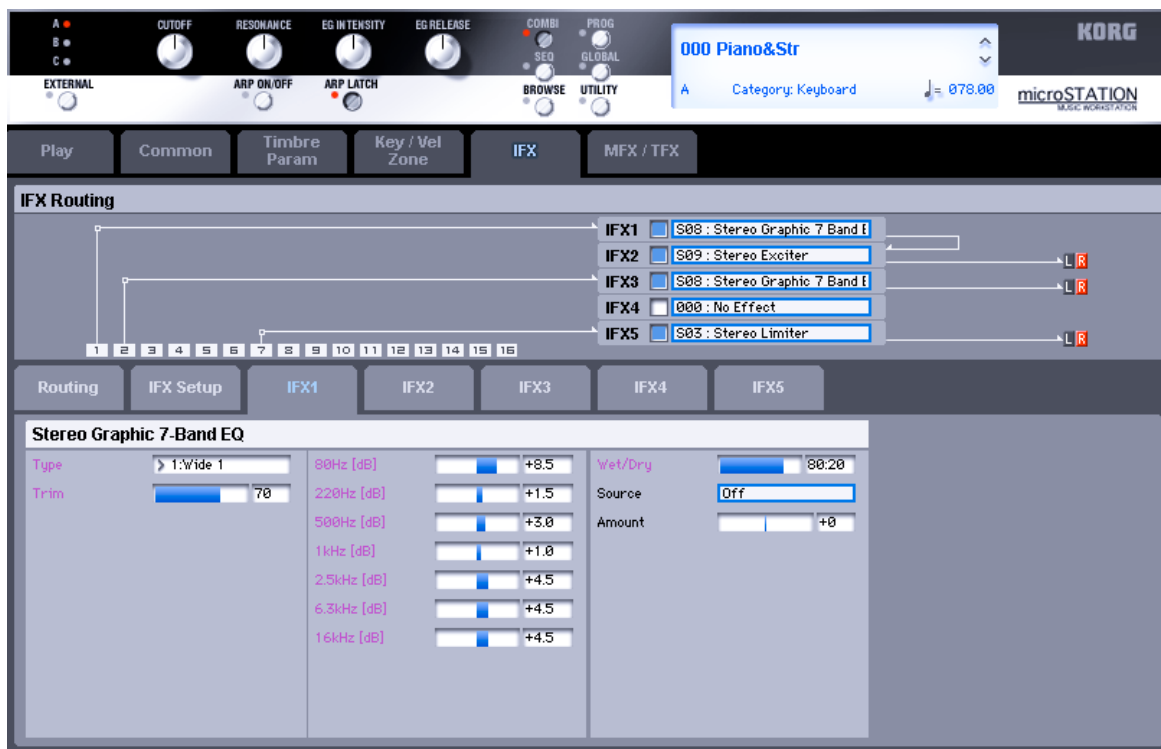 A CUTOFF RESONANCE EG INTENSITY EG RELEASE COMBI PROG KORG
B SEQ GLOBAL 000 Piano&Str
C
EXTERNAL ARP ON/OFF ARP LATCH BROWSE UTILITY A Category: Keyboard = 078.00 microSTATION
MUSIC WORKSTATION
Play Common Timbre Param Key / Vel Zone IFX MFX / TFX
IFX Routing
IFX1 S08 : Stereo Graphic 7 Band E
IFX2 S09 : Stereo Exciter L R
IFX3 S08 : Stereo Graphic 7 Band E L R
IFX4 000 : No Effect
IFX5 S03 : Stereo Limiter L R
1 2 3 4 5 6 7 8 9 10 11 12 13 14 15 16
Routing IFX Setup IFX1 IFX2 IFX3 IFX4 IFX5
Stereo Graphic 7-Band EQ
Type 1:Wide 1 80Hz [dB] +8.5 Wet/Dry 80:20
Trim 70 220Hz [dB] +1.5 Source Off
500Hz [dB] +3.0 Amount +0
1kHz [dB] +1.0
2.5kHz [dB] +4.5
6.3kHz [dB] +4.5
16kHz [dB] +4.5